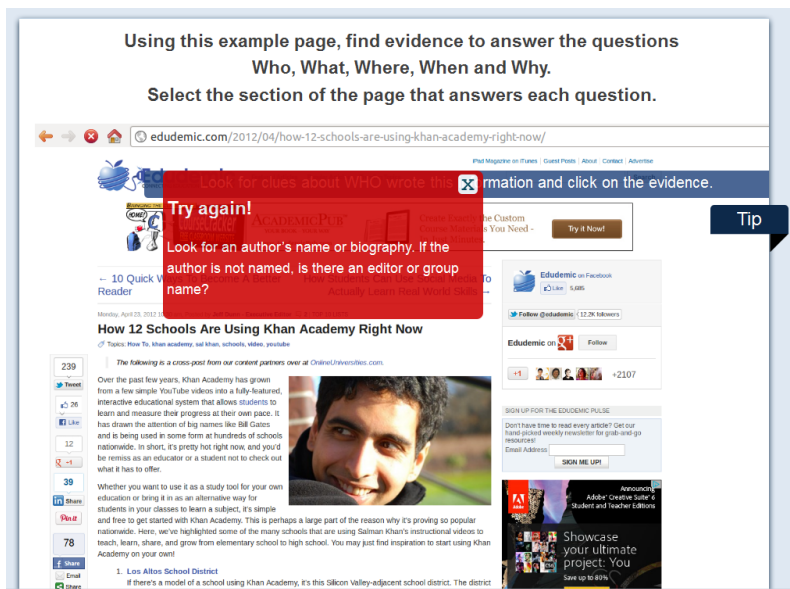 Using this example page, find evidence to answer the questions
Who, What, Where, When and Why.
Select the section of the page that answers each question.
edudemic.com/2012/04/how-12-schools-are-using-khan-academy-right-now/
iPad Magazine on iTunes | Guest Posts | About | Contact | Advertise
Look for clues about WHO wrote this rmation and click on the evidence.
X
Try again!
Look for an author's name or biography. If the
author is not named, is there an editor or group
name?
Tip
ACADEMICPUB
Create Exactly the Custom
Course Materials You Need -
Try it Now!
← 10 Quick Ways To Become A Better
Reader
How Students Can Use Social Media To
Actually Learn Real World Skills →
Monday, April 23, 2012
How 12 Schools Are Using Khan Academy Right Now
Topics: How To, khan academy, sal khan, schools, video, youtube
The following is a cross-post from our content partners over at OnlineUniversities.com.
Over the past few years, Khan Academy has grown
from a few simple YouTube videos into a fully-featured,
interactive educational system that allows students to
learn and measure their progress at their own pace. It
has drawn the attention of big names like Bill Gates
and is being used in some form at hundreds of schools
nationwide. In short, it's pretty hot right now, and you'd
be remiss as an educator or a student not to check out
what it has to offer.
Whether you want to use it as a study tool for your own
education or bring it in as an alternative way for
students in your classes to learn a subject, it's simple
and free to get started with Khan Academy. This is perhaps a large part of the reason why it's proving so popular
nationwide. Here, we've highlighted some of the many schools that are using Salman Khan's instructional videos to
teach, learn, share, and grow from elementary school to high school. You may just find inspiration to start using Khan
Academy on your own!
1. Los Altos School District
If there's a model of a school using Khan Academy, it's this Silicon Valley-adjacent school district. The district
239
Tweet
26
Like
12
+1
39
in Share
Pin it
78
f Share
Email
Share
Edudemic on Facebook
Like 5,685
Follow @edudemic
12.2K followers
Edudemic on g+
Follow
+1
+2107
SIGN UP FOR THE EDUDEMIC PULSE
Don't have time to read every article? Get our
hand-picked weekly newsletter for grab-and-go
resources!
Email Address
SIGN ME UP!
Announcing
Adobe Creative Suite 6
Student and Teacher Editions
Adobe
Showcase
your ultimate
project: You
Save up to 80%